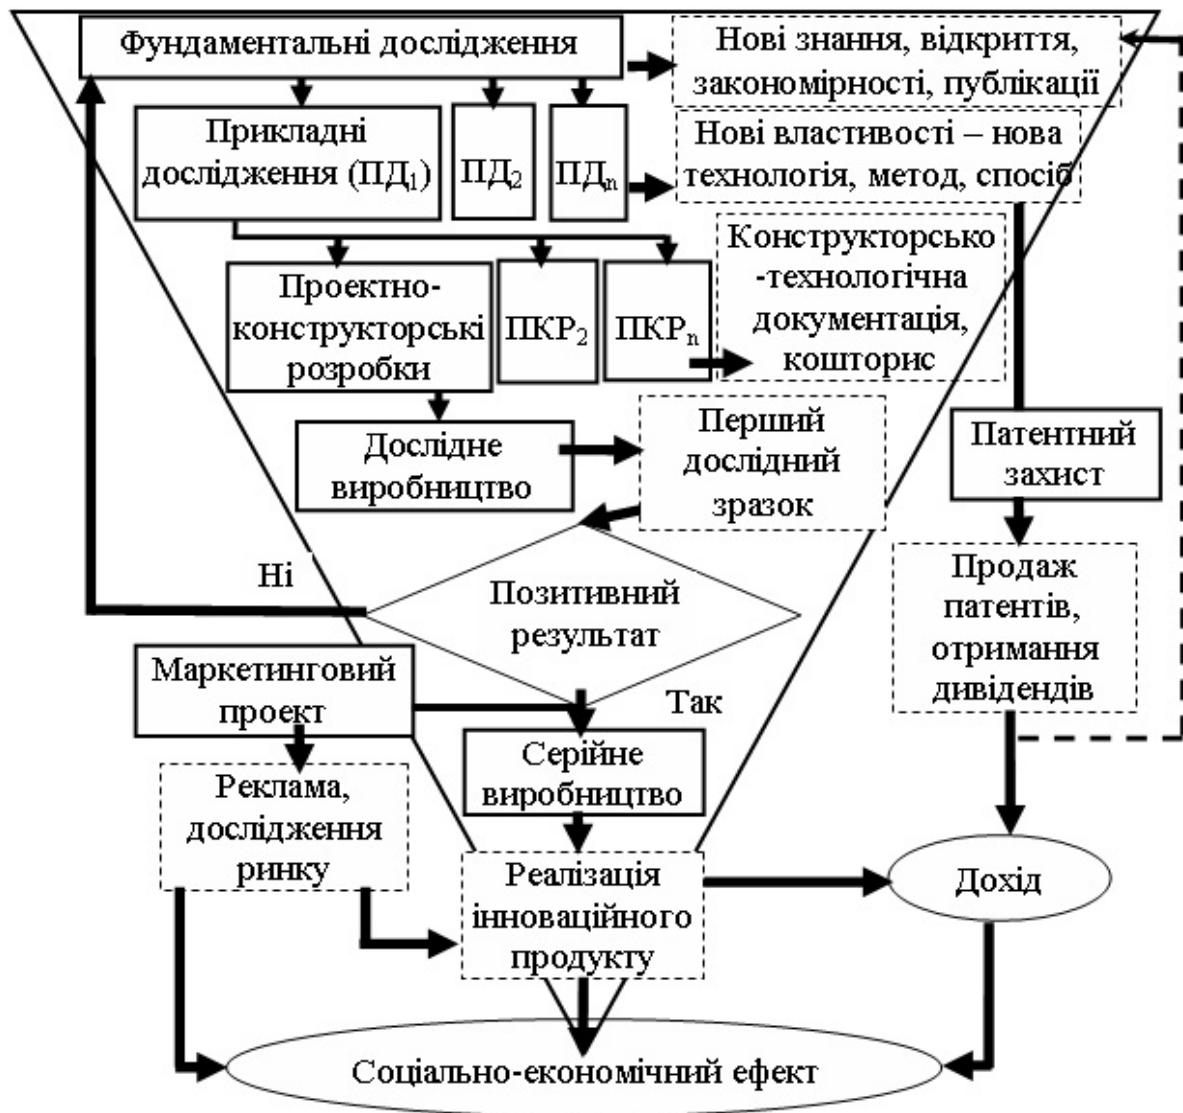 Фундаментальні дослідження
Нові знання, відкриття,
закономірності, публікації
Прикладні
дослідження (ПД₁)
ПД₂
ПДₙ
Нові властивості – нова
технологія, метод, спосіб
Проектно-
конструкторські
розробки
ПКР₂
ПКРₙ
Конструкторсько
-технологічна
документація,
кошторис
Дослідне
виробництво
Перший
дослідний
зразок
Патентний
захист
Ні
Позитивний
результат
Продаж
патентів,
отримання
дивідендів
Маркетинговий
проект
Так
Серійне
виробництво
Реклама,
дослідження
ринку
Реалізація
інноваційного
продукту
Дохід
Соціально-економічний ефект